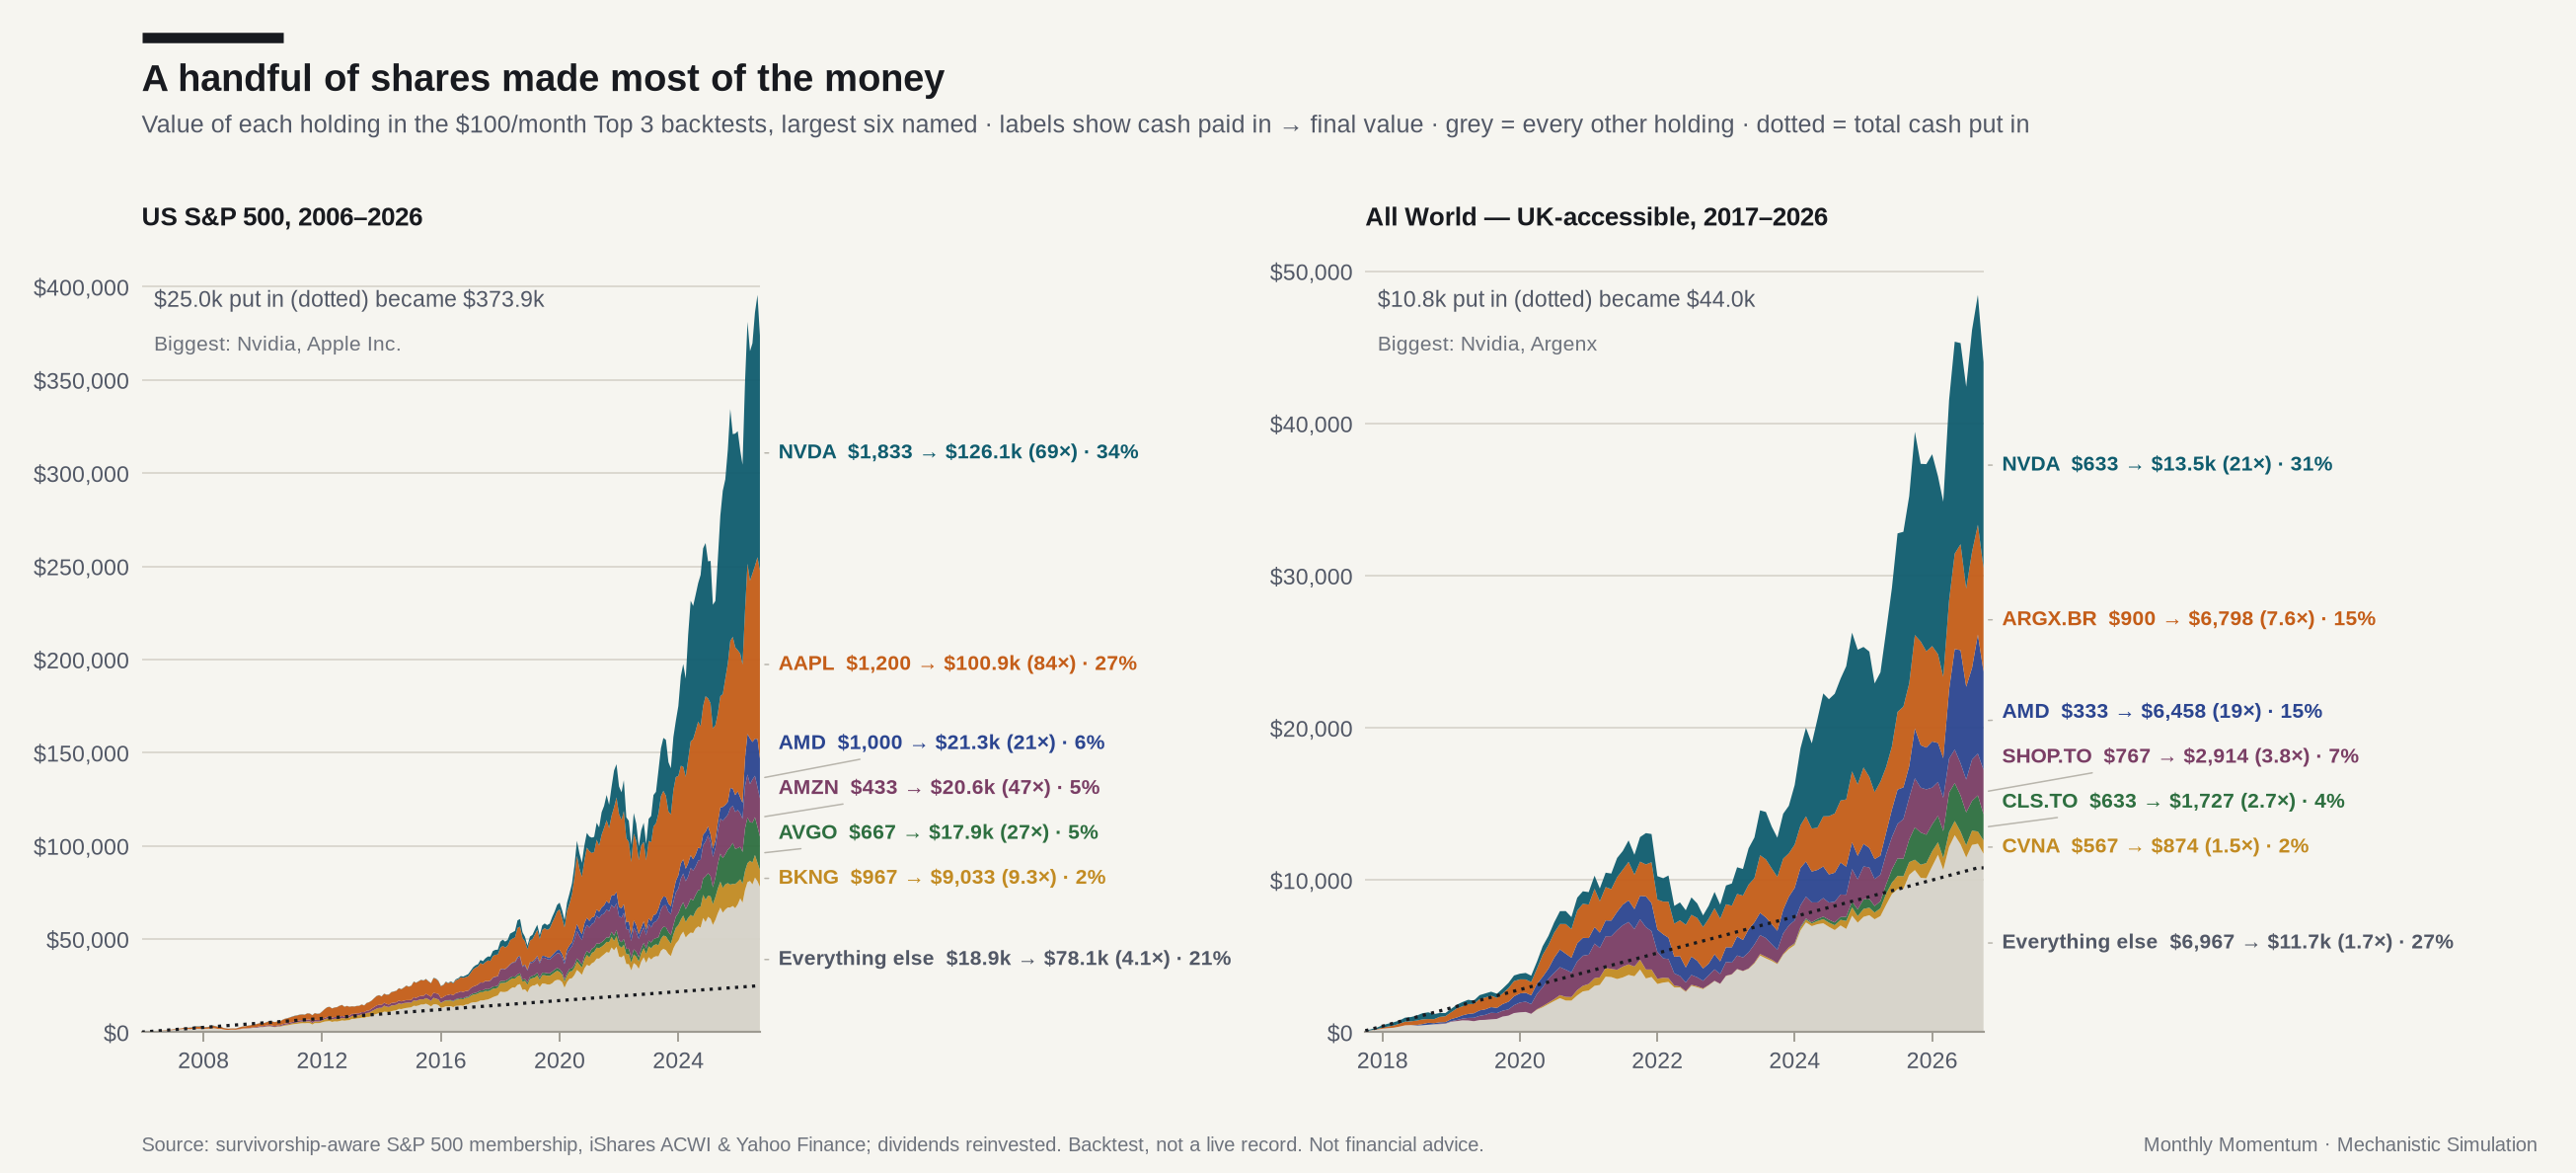 A handful of shares made most of the money
Value of each holding in the $100/month Top 3 backtests, largest six named · labels show cash paid in → final value · grey = every other holding · dotted = total cash put in
US S&P 500, 2006–2026
$400,000
$350,000
$300,000
$250,000
$200,000
$150,000
$100,000
$50,000
$0
$25.0k put in (dotted) became $373.9k
Biggest: Nvidia, Apple Inc.
NVDA $1,833 → $126.1k (69×) · 34%
AAPL $1,200 → $100.9k (84×) · 27%
AMD $1,000 → $21.3k (21×) · 6%
AMZN $433 → $20.6k (47×) · 5%
AVGO $667 → $17.9k (27×) · 5%
BKNG $967 → $9,033 (9.3×) · 2%
Everything else $18.9k → $78.1k (4.1×) · 21%
2008 2012 2016 2020 2024
All World — UK-accessible, 2017–2026
$50,000
$40,000
$30,000
$20,000
$10,000
$0
$10.8k put in (dotted) became $44.0k
Biggest: Nvidia, Argenx
NVDA $633 → $13.5k (21×) · 31%
ARGX.BR $900 → $6,798 (7.6×) · 15%
AMD $333 → $6,458 (19×) · 15%
SHOP.TO $767 → $2,914 (3.8×) · 7%
CLS.TO $633 → $1,727 (2.7×) · 4%
CVNA $567 → $874 (1.5×) · 2%
Everything else $6,967 → $11.7k (1.7×) · 27%
2018 2020 2022 2024 2026
Source: survivorship-aware S&P 500 membership, iShares ACWI & Yahoo Finance; dividends reinvested. Backtest, not a live record. Not financial advice.
Monthly Momentum · Mechanistic Simulation